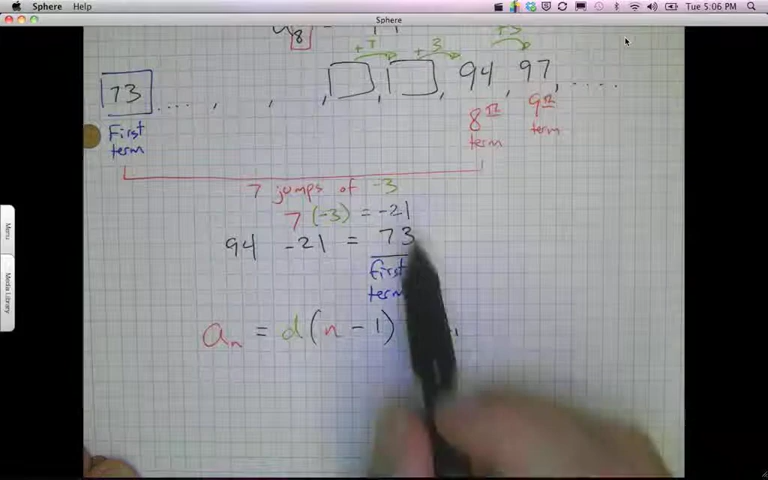 Sphere Help
Tue 5:06 PM
Sphere
8
+3
+3
73 ...., , , , , 94, 97, ....
First
term
8th
term
9th
term
7 jumps of -3
7 (-3) = -21
94 -21 = 73
First
term
an = d(n - 1)
Menu
Media Library